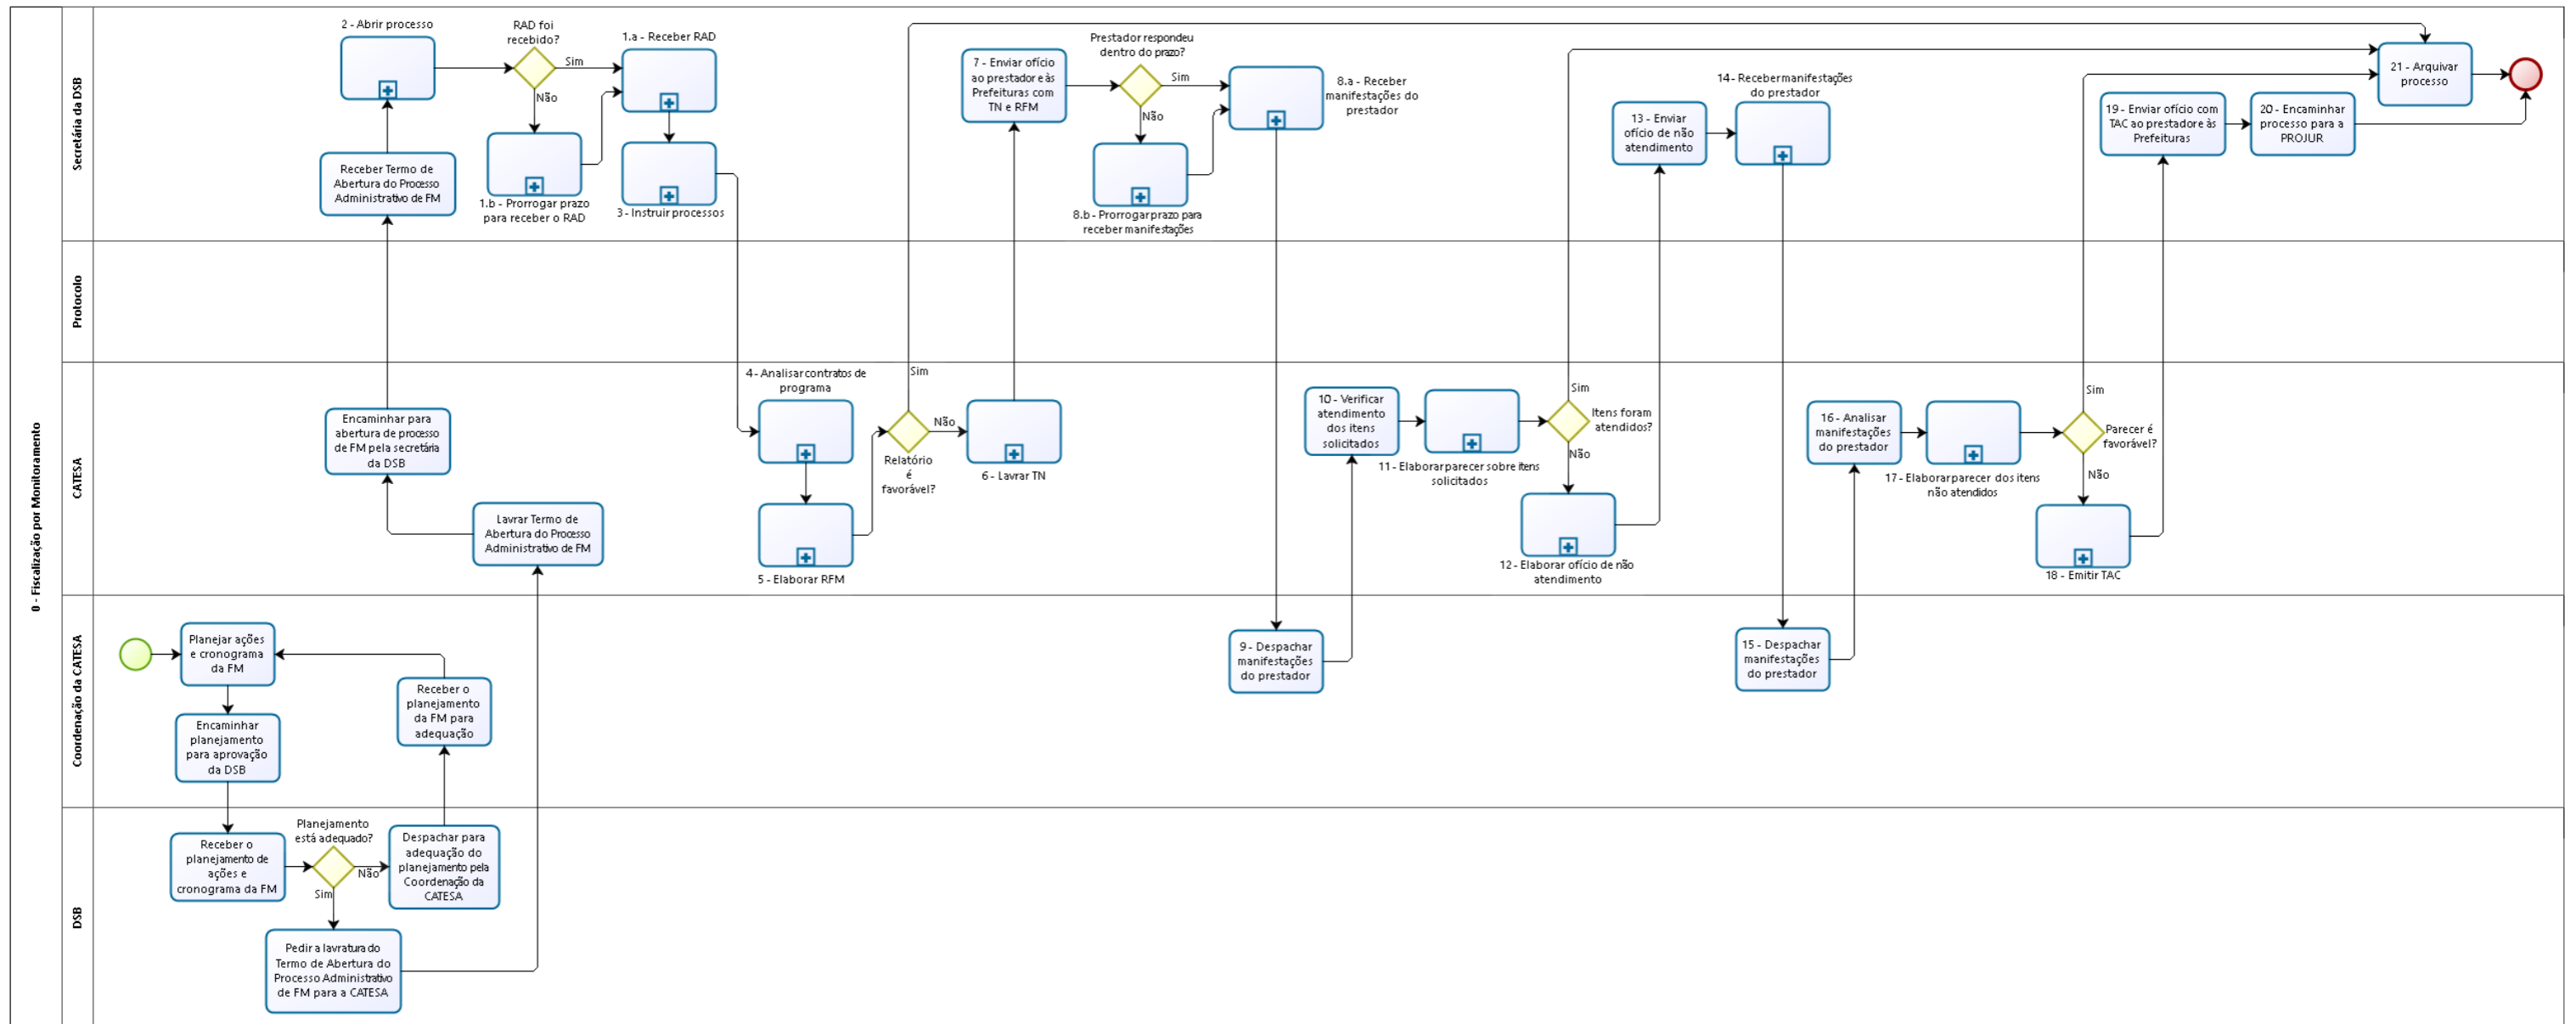 0 - Fiscalização por Monitoramento
Secretária da DSB
2 - Abrir processo
RAD foi
recebido?
Sim
Não
1.a - Receber RAD
Receber Termo de
Abertura do Processo
Administrativo de FM
1.b - Prorrogar prazo
para receber o RAD
3 - Instruir processos
7 - Enviar ofício
ao prestador e às
Prefeituras com
TN e RFM
Prestador respondeu
dentro do prazo?
Sim
Não
8.a - Receber
manifestações do
prestador
8.b - Prorrogar prazo para
receber manifestações
13 - Enviar
ofício de não
atendimento
14 - Receber manifestações
do prestador
19 - Enviar ofício com
TAC ao prestador e às
Prefeituras
20 - Encaminhar
processo para a
PROJUR
21 - Arquivar
processo
Protocolo
CATESA
Encaminhar para
abertura de processo
de FM pela secretária
da DSB
Lavrar Termo de
Abertura do Processo
Administrativo de FM
4 - Analisar contratos de
programa
5 - Elaborar RFM
Sim
Não
Relatório
é
favorável?
6 - Lavrar TN
10 - Verificar
atendimento
dos itens
solicitados
11 - Elaborar parecer sobre itens
solicitados
Sim
Itens foram
atendidos?
Não
12 - Elaborar ofício de não
atendimento
16 - Analisar
manifestações
do prestador
17 - Elaborar parecer dos itens
não atendidos
Sim
Parecer é
favorável?
Não
18 - Emitir TAC
Coordenação da CATESA
Planejar ações
e cronograma
da FM
Encaminhar
planejamento
para aprovação
da DSB
Receber o
planejamento
da FM para
adequação
9 - Despachar
manifestações
do prestador
15 - Despachar
manifestações
do prestador
DSB
Receber o
planejamento de
ações e
cronograma da FM
Planejamento
está adequado?
Não
Sim
Despachar para
adequação do
planejamento pela
Coordenação da
CATESA
Pedir a lavratura do
Termo de Abertura do
Processo Administrativo
de FM para a CATESA